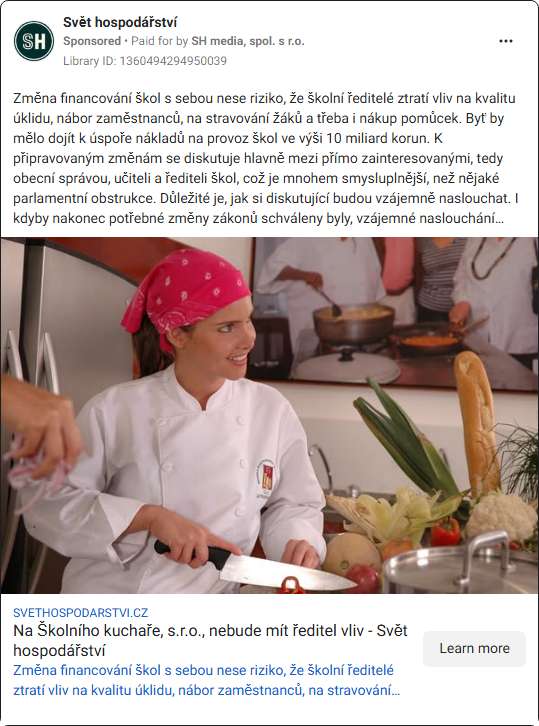 Svět hospodářství
Sponsored • Paid for by SH media, spol. s r.o.
SH
Library ID: 1360494294950039
Změna financování škol s sebou nese riziko, že školní ředitelé ztratí vliv na kvalitu
úklidu, nábor zaměstnanců, na stravování žáků a třeba i nákup pomůcek. Byť by
mělo dojít k úspoře nákladů na provoz škol ve výši 10 miliard korun. K
připravovaným změnám se diskutuje hlavně mezi přímo zainteresovanými, tedy
obecní správou, učiteli a řediteli škol, což je mnohem smysluplnější, než nějaké
parlamentní obstrukce. Důležité je, jak si diskutující budou vzájemně naslouchat. I
kdyby nakonec potřebné změny zákonů schváleny byly, vzájemné naslouchání…
SVETHOSPODARSTVI.CZ
Na Školního kuchaře, s.r.o., nebude mít ředitel vliv - Svět
hospodářství
Learn more
Změna financování škol s sebou nese riziko, že školní ředitelé
ztratí vliv na kvalitu úklidu, nábor zaměstnanců, na stravování…